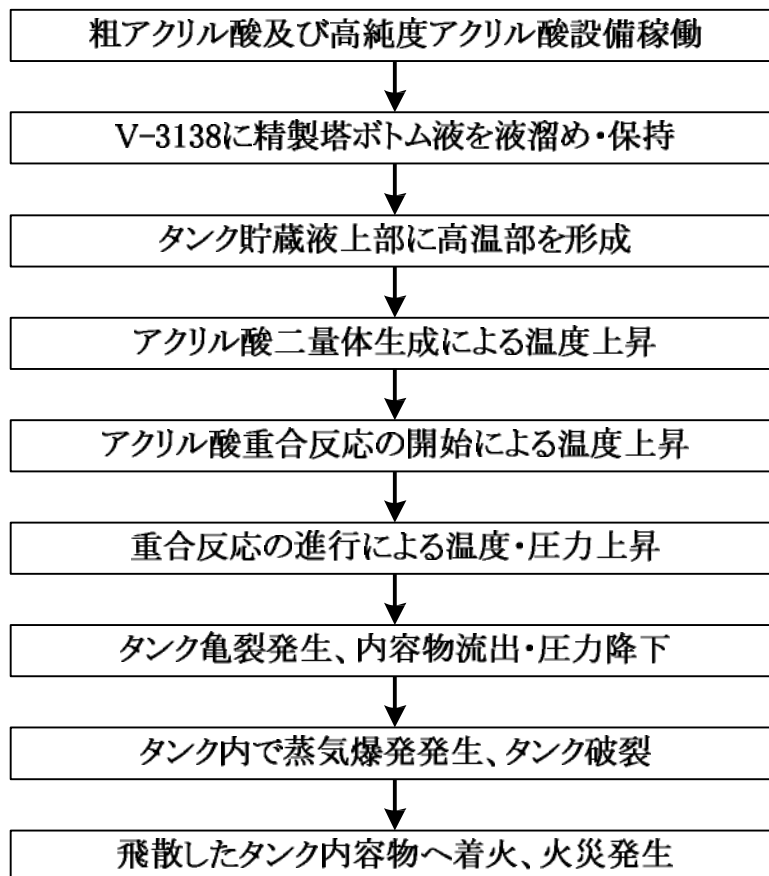 粗アクリル酸及び高純度アクリル酸設備稼働
V-3138に精製塔ボトム液を液溜め・保持
タンク貯蔵液上部に高温部を形成
アクリル酸二量体生成による温度上昇
アクリル酸重合反応の開始による温度上昇
重合反応の進行による温度・圧力上昇
タンク亀裂発生、内容物流出・圧力降下
タンク内で蒸気爆発発生、タンク破裂
飛散したタンク内容物へ着火、火災発生